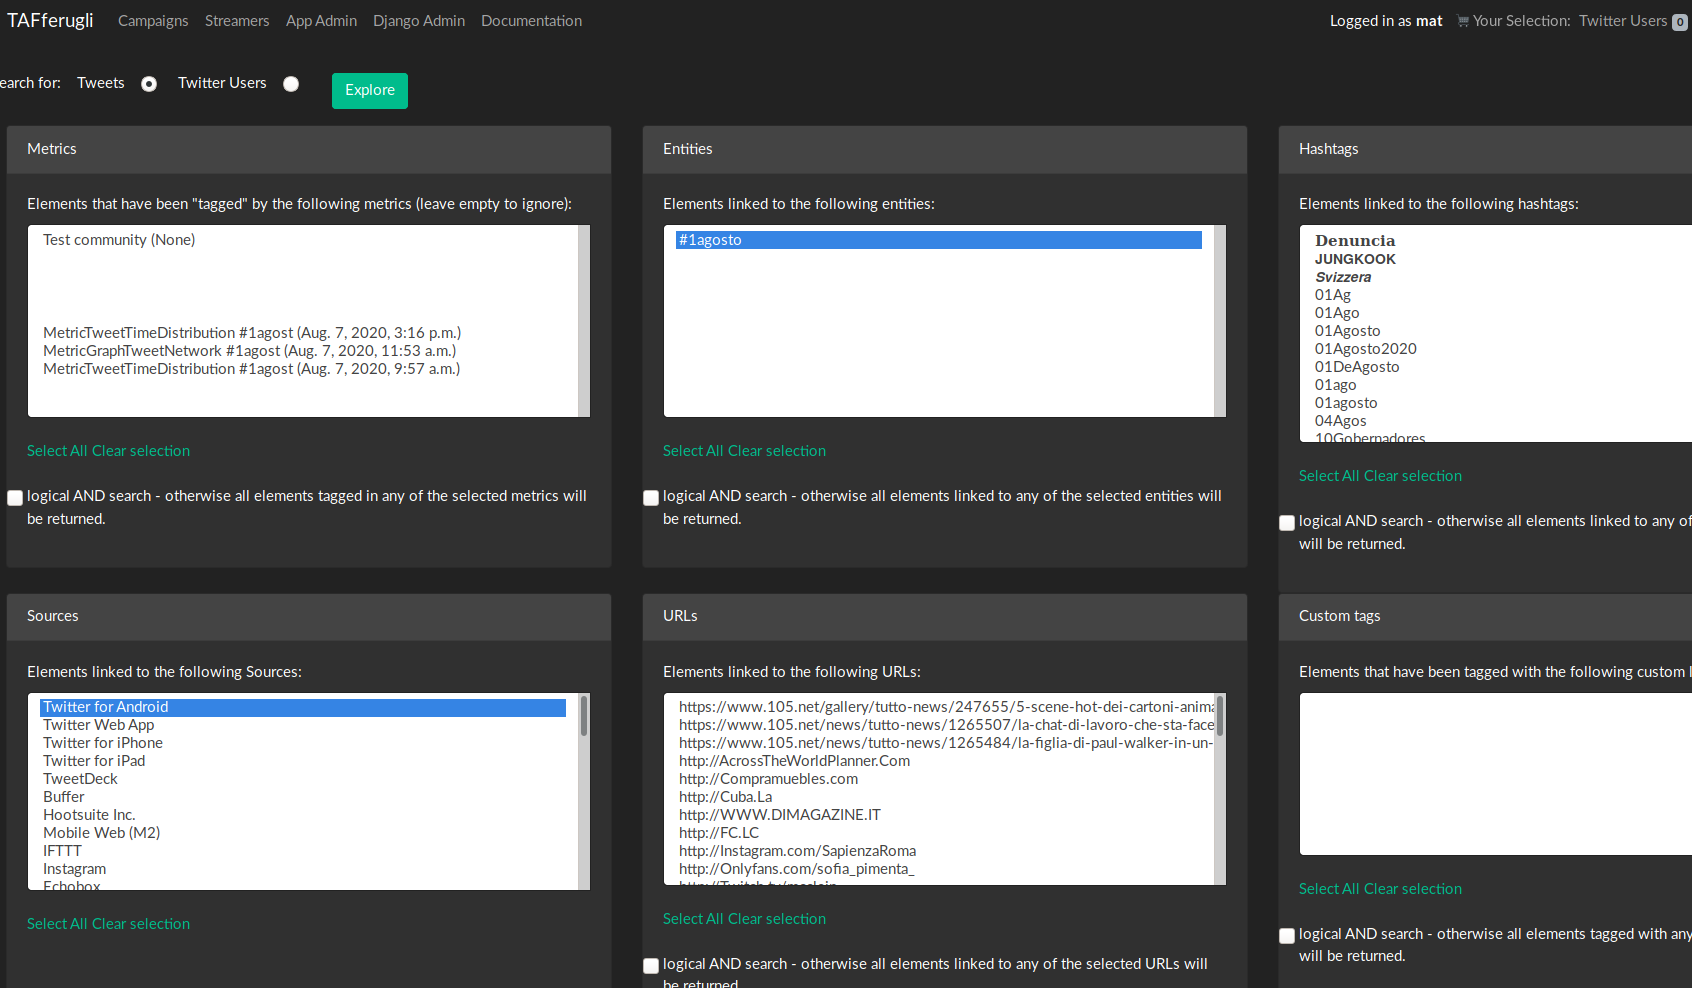 TAFferugli Campaigns Streamers App Admin Django Admin Documentation Logged in as mat Your Selection: Twitter Users 0
earch for: Tweets Twitter Users Explore
Metrics
Elements that have been "tagged" by the following metrics (leave empty to ignore):
Test community (None)
MetricTweetTimeDistribution #1agost (Aug. 7, 2020, 3:16 p.m.)
MetricGraphTweetNetwork #1agost (Aug. 7, 2020, 11:53 a.m.)
MetricTweetTimeDistribution #1agost (Aug. 7, 2020, 9:57 a.m.)
Select All Clear selection
logical AND search - otherwise all elements tagged in any of the selected metrics will
be returned.
Entities
Elements linked to the following entities:
#1agosto
Select All Clear selection
logical AND search - otherwise all elements linked to any of the selected entities will
be returned.
Hashtags
Elements linked to the following hashtags:
Denuncia
JUNGKOOK
Svizzera
01Ag
01Ago
01Agosto
01Agosto2020
01DeAgosto
01ago
01agosto
04Agos
10Gobernadores
Select All Clear selection
logical AND search - otherwise all elements linked to any of
will be returned.
Sources
Elements linked to the following Sources:
Twitter for Android
Twitter Web App
Twitter for iPhone
Twitter for iPad
TweetDeck
Buffer
Hootsuite Inc.
Mobile Web (M2)
IFTTT
Instagram
Echobox
Select All Clear selection
URLs
Elements linked to the following URLs:
https://www.105.net/gallery/tutto-news/247655/5-scene-hot-dei-cartoni-anima
https://www.105.net/news/tutto-news/1265507/la-chat-di-lavoro-che-sta-face
https://www.105.net/news/tutto-news/1265484/la-figlia-di-paul-walker-in-un-
http://AcrossTheWorldPlanner.Com
http://Compramuebles.com
http://Cuba.La
http://WWW.DIMAGAZINE.IT
http://FC.LC
http://Instagram.com/SapienzaRoma
http://Onlyfans.com/sofia_pimenta_
Select All Clear selection
logical AND search - otherwise all elements linked to any of the selected URLs will
be returned.
Custom tags
Elements that have been tagged with the following custom
Select All Clear selection
logical AND search - otherwise all elements tagged with any
will be returned.